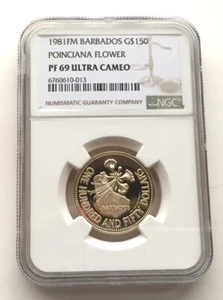 1981FM BARBADOS G$150
POINCIANA FLOWER
PF 69 ULTRA CAMEO
6760610-013
NUMISMATIC GUARANTY COMPANY
NGC
ONE HUNDRED AND FIFTY DOLLARS